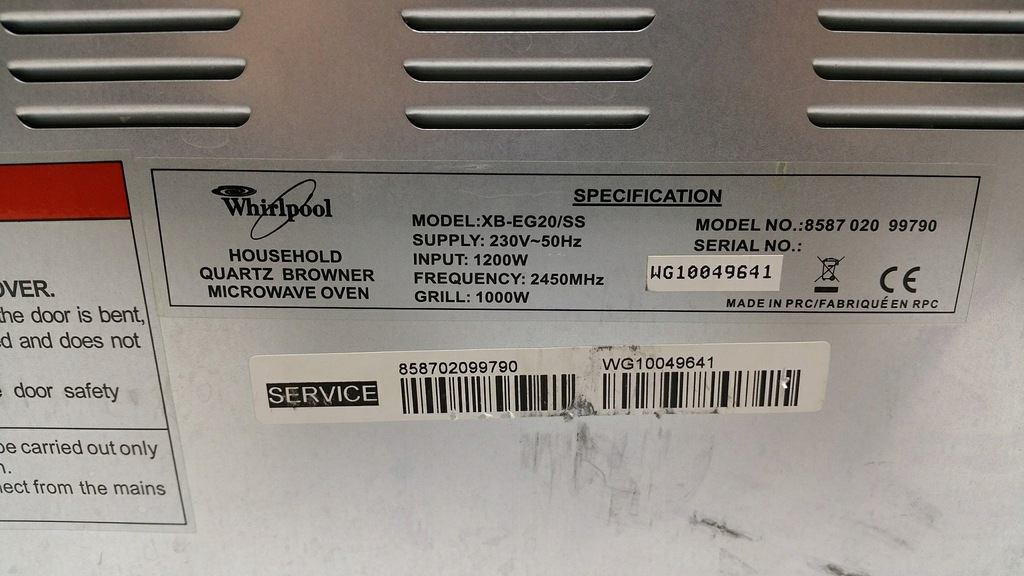 OVER.
the door is bent,
and does not
door safety
be carried out only
from the mains
Whirlpool
HOUSEHOLD
QUARTZ BROWNER
MICROWAVE OVEN
SPECIFICATION
MODEL:XB-EG20/SS
SUPPLY: 230V~50Hz
INPUT: 1200W
FREQUENCY: 2450MHz
GRILL: 1000W
MODEL NO.:8587 020 99790
SERIAL NO.:
WG10049641
CE
MADE IN PRC/FABRIQUÉ EN RPC
SERVICE
858702099790
WG10049641